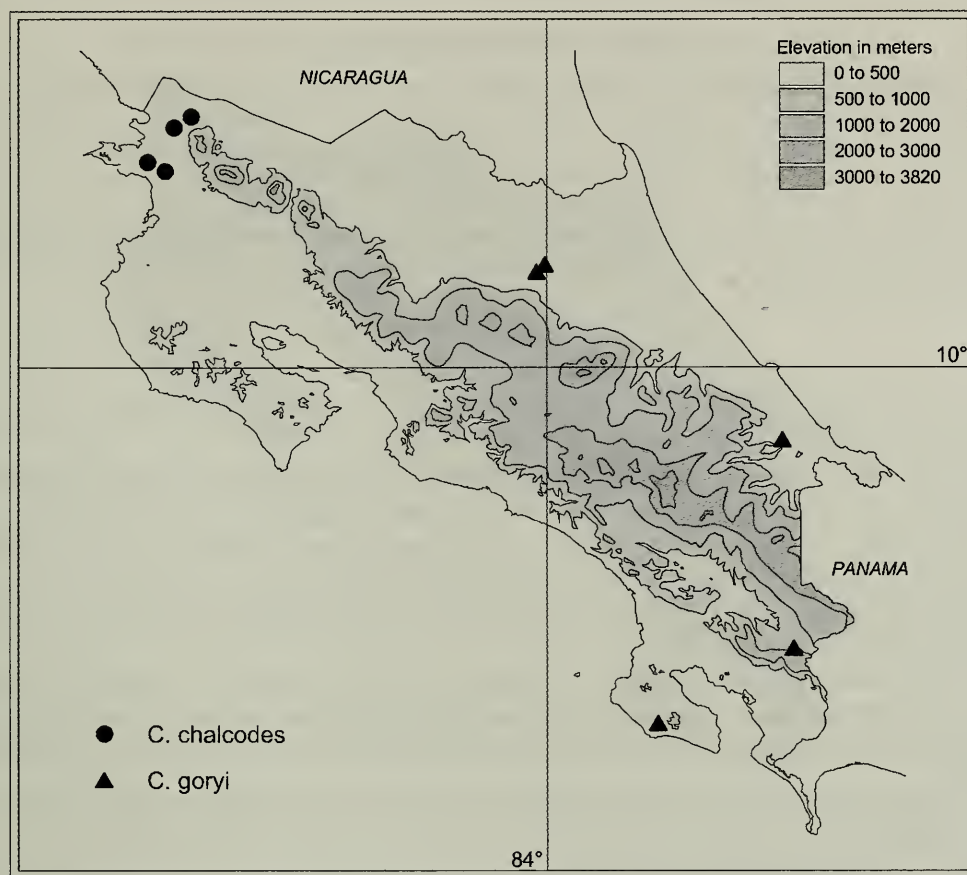 NICARAGUA
Elevation in meters
0 to 500
500 to 1000
1000 to 2000
2000 to 3000
3000 to 3820
10°
PANAMA
C. chalcodes
C. goryi
84°